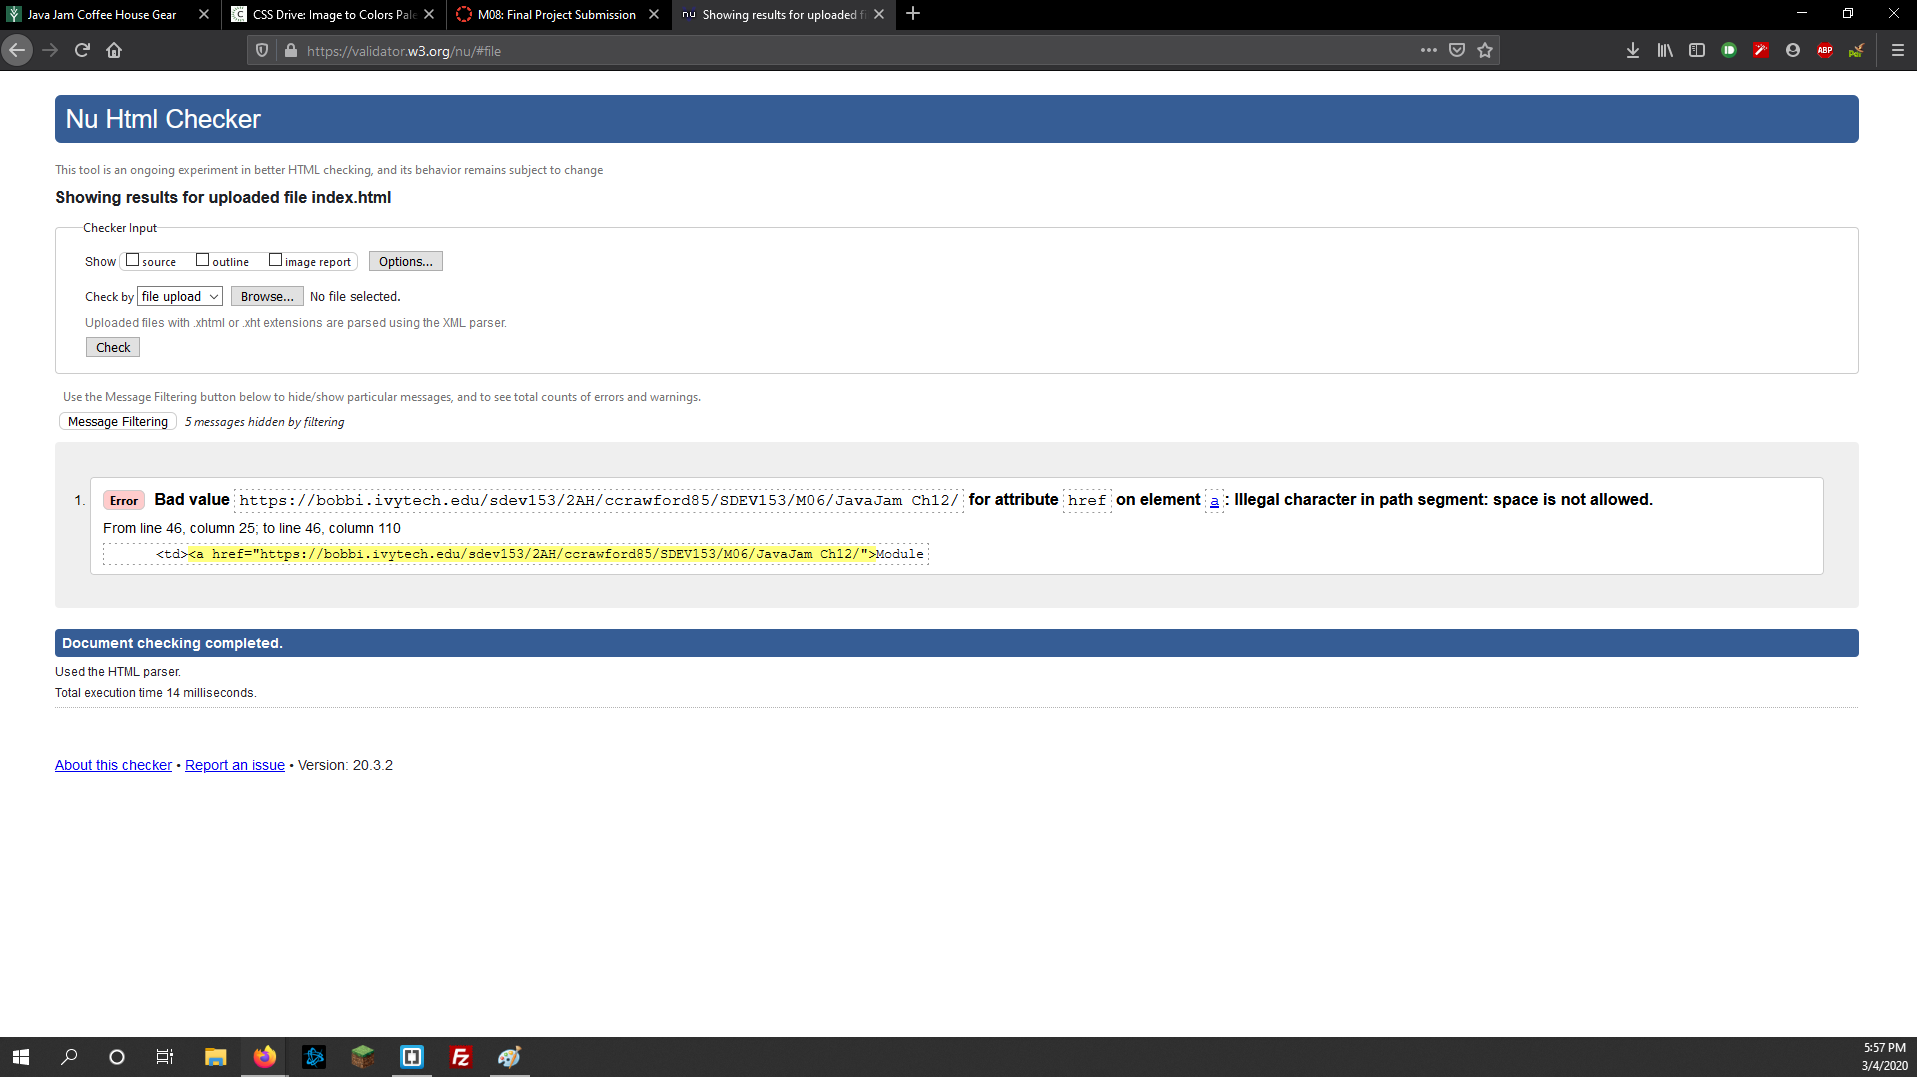 Java Jam Coffee House Gear
CSS Drive: Image to Colors Pale
M08: Final Project Submission
nu Showing results for uploaded fi
https://validator.w3.org/nu/#file
ABP
Nu Html Checker
This tool is an ongoing experiment in better HTML checking, and its behavior remains subject to change
Showing results for uploaded file index.html
Checker Input
Show source outline image report Options...
Check by file upload Browse... No file selected.
Uploaded files with .xhtml or .xht extensions are parsed using the XML parser.
Check
Use the Message Filtering button below to hide/show particular messages, and to see total counts of errors and warnings.
Message Filtering 5 messages hidden by filtering
1. Error Bad value https://bobbi.ivytech.edu/sdev153/2AH/ccrawford85/SDEV153/M06/JavaJam Ch12/ for attribute href on element a: Illegal character in path segment: space is not allowed.
From line 46, column 25; to line 46, column 110
<td><a href="https://bobbi.ivytech.edu/sdev153/2AH/ccrawford85/SDEV153/M06/JavaJam Ch12/">Module
Document checking completed.
Used the HTML parser.
Total execution time 14 milliseconds.
About this checker • Report an issue • Version: 20.3.2
5:57 PM
3/4/2020